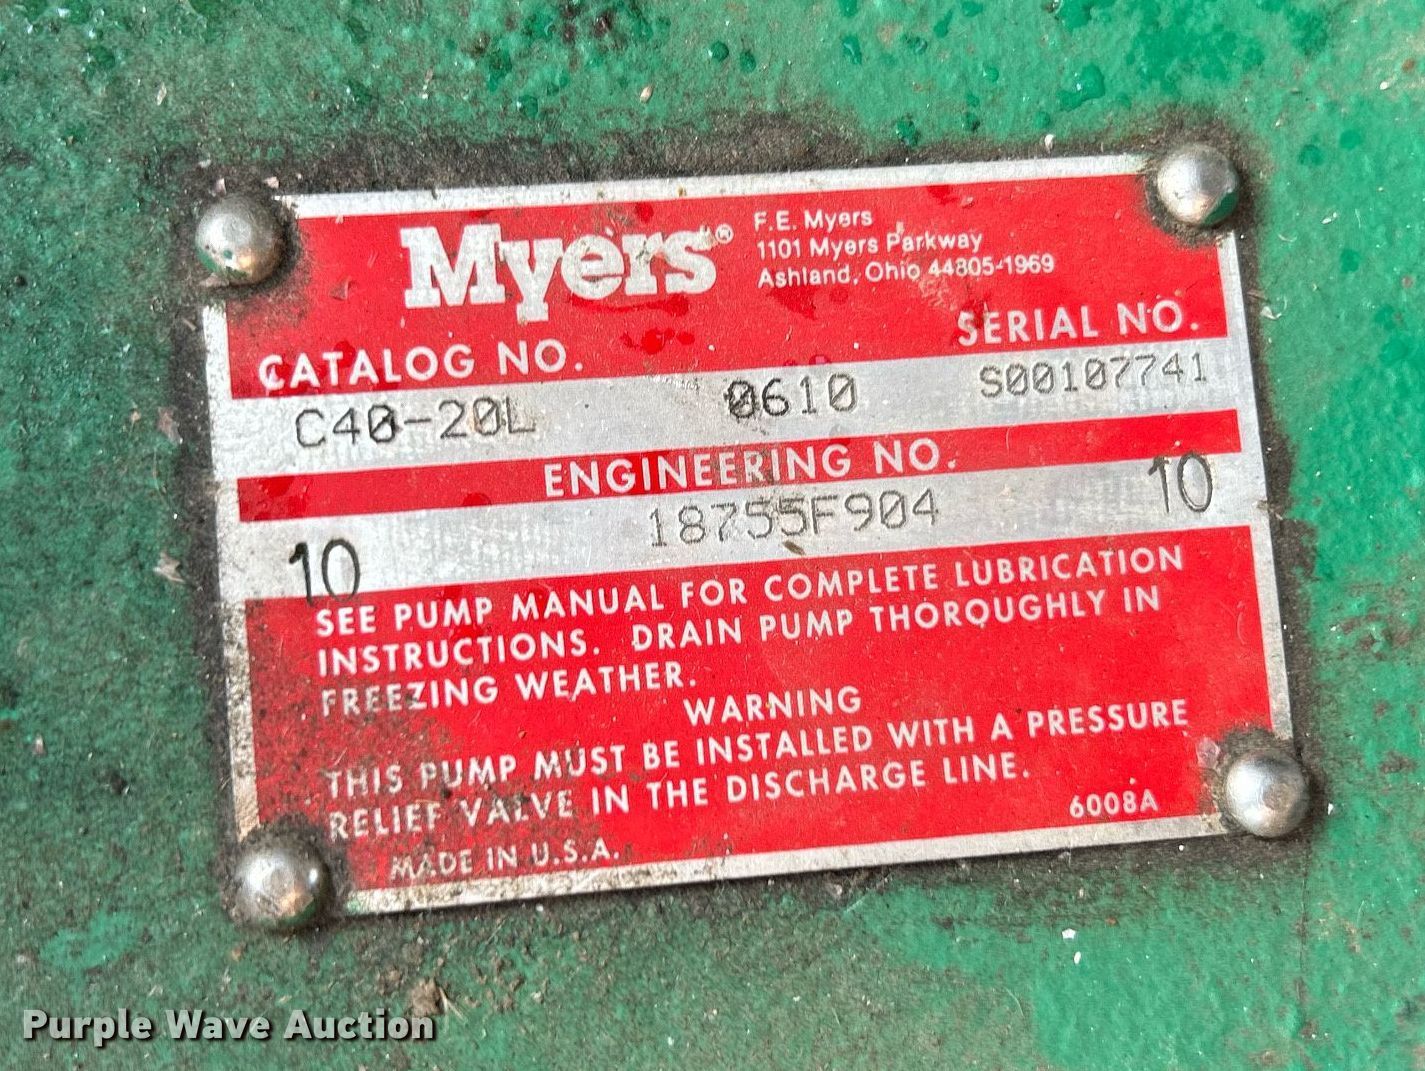 Myers®
F.E. Myers
1101 Myers Parkway
Ashland, Ohio 44805-1969
CATALOG NO. SERIAL NO.
C40-20L 0610 S00107741
ENGINEERING NO.
10 18755F904 10
SEE PUMP MANUAL FOR COMPLETE LUBRICATION
INSTRUCTIONS. DRAIN PUMP THOROUGHLY IN
FREEZING WEATHER.
WARNING
THIS PUMP MUST BE INSTALLED WITH A PRESSURE
RELIEF VALVE IN THE DISCHARGE LINE.
6008A
MADE IN U.S.A.
Purple Wave Auction